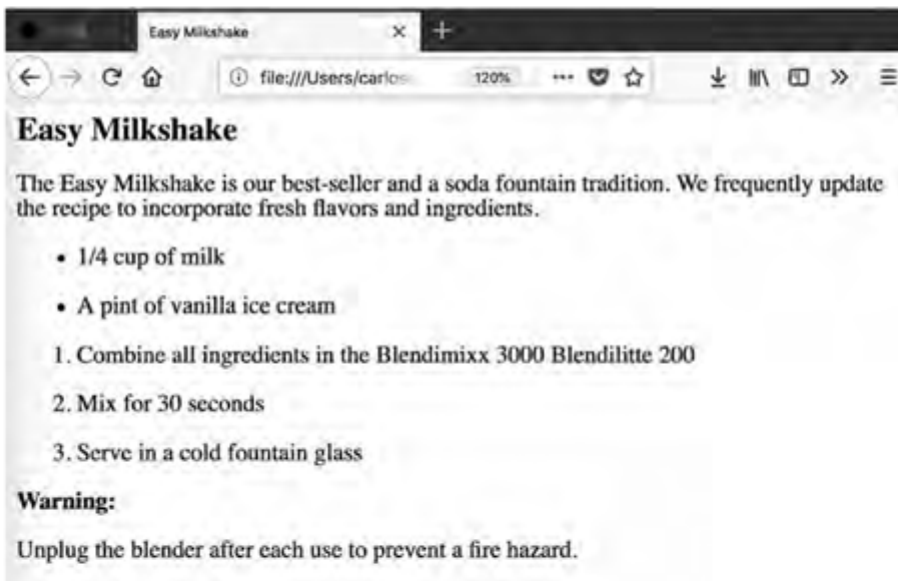 Easy Milkshake
file:///Users/carlos
120%
Easy Milkshake
The Easy Milkshake is our best-seller and a soda fountain tradition. We frequently update
the recipe to incorporate fresh flavors and ingredients.
• 1/4 cup of milk
• A pint of vanilla ice cream
1. Combine all ingredients in the Blendimixx 3000 Blendilitte 200
2. Mix for 30 seconds
3. Serve in a cold fountain glass
Warning:
Unplug the blender after each use to prevent a fire hazard.